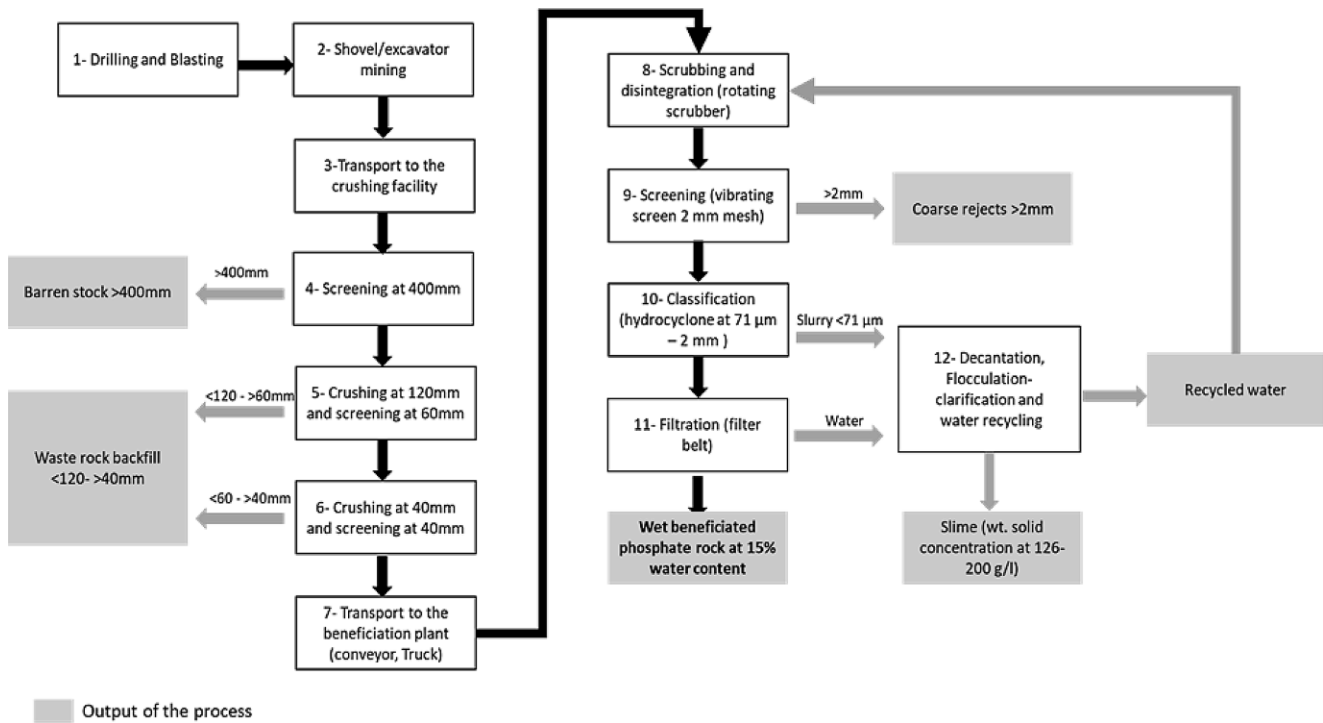 1- Drilling and Blasting
2- Shovel/excavator
mining
3-Transport to the
crushing facility
>400mm
Barren stock >400mm
4- Screening at 400mm
<120 - >60mm
5- Crushing at 120mm
and screening at 60mm
Waste rock backfill
<120- >40mm
<60 - >40mm
6- Crushing at 40mm
and screening at 40mm
7- Transport to the
beneficiation plant
(conveyor, Truck)
8- Scrubbing and
disintegration (rotating
scrubber)
9- Screening (vibrating
screen 2 mm mesh)
>2mm
Coarse rejects >2mm
10- Classification
(hydrocyclone at 71 μm
– 2 mm )
Slurry <71 μm
12- Decantation,
Flocculation-
clarification and
water recycling
Recycled water
11- Filtration (filter
belt)
Water
Wet beneficiated
phosphate rock at 15%
water content
Slime (wt. solid
concentration at 126-
200 g/l)
Output of the process